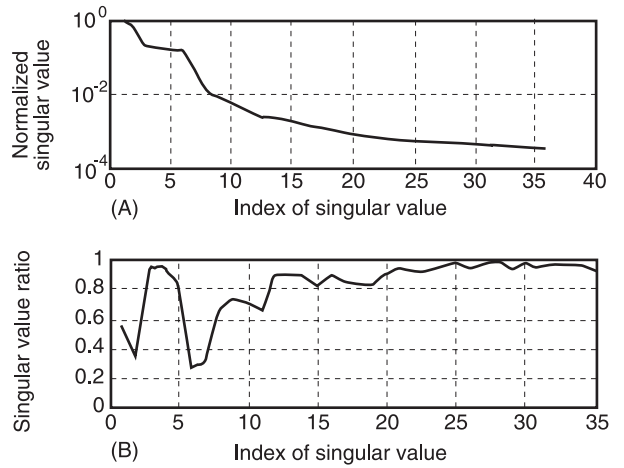 Normalized
singular value
10^0
10^-2
10^-4
0 5 10 15 20 25 30 35 40
(A) Index of singular value
Singular value ratio
1
0.8
0.6
0.4
0.2
0
0 5 10 15 20 25 30 35
(B) Index of singular value